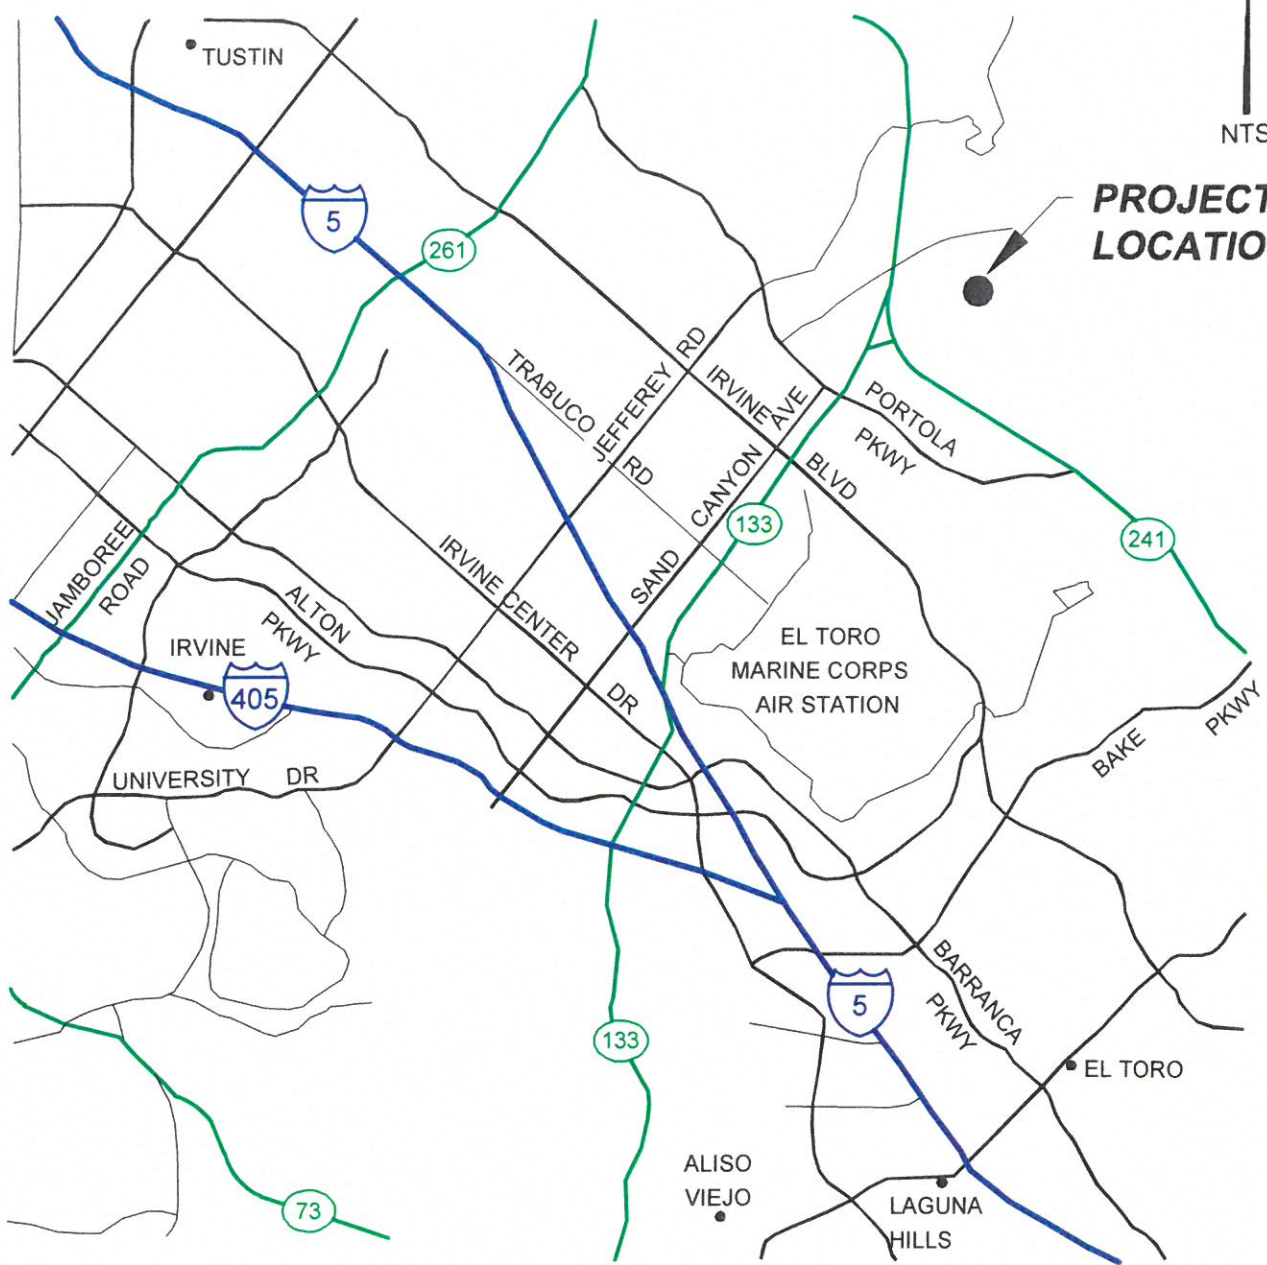 TUSTIN
NTS
5
261
PROJECT
LOCATIO
JEFFEREY RD
TRABUCO RD
IRVINE BLVD
SAND CANYON AVE
PORTOLA
PKWY
133
241
JAMBOREE
ROAD
IRVINE CENTER DR
ALTON
PKWY
IRVINE
405
EL TORO
MARINE CORPS
AIR STATION
BAKE PKWY
UNIVERSITY DR
BARRANCA
PKWY
5
133
EL TORO
ALISO
VIEJO
LAGUNA
HILLS
73